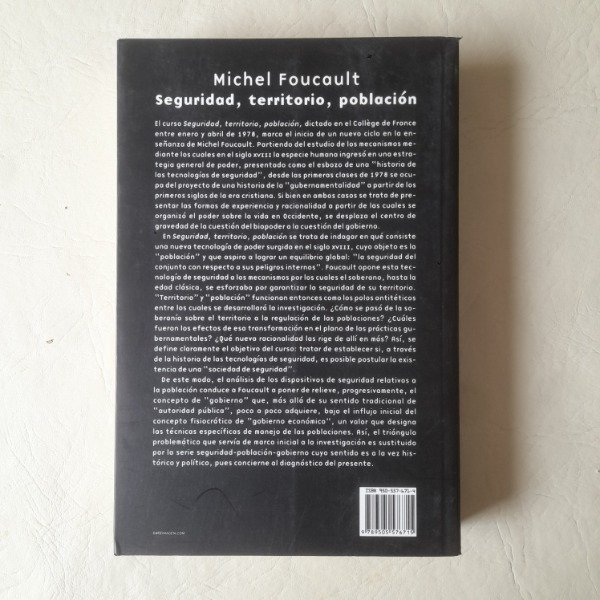 Michel Foucault
Seguridad, territorio, población
El curso Seguridad, territorio, población, dictado en el Collège de France
entre enero y abril de 1978, marca el inicio de un nuevo ciclo en la en-
señanza de Michel Foucault. Partiendo del estudio de los mecanismos me-
diante los cuales en el siglo XVIII la especie humana ingresó en una estra-
tegia general de poder, presentado como el esbozo de una "historia de
las tecnologías de seguridad", desde las primeras clases de 1978 se ocu-
pa del proyecto de una historia de la "gubernamentalidad" a partir de los
primeros siglos de la era cristiana. Si bien en ambos casos se trata de pre-
sentar las formas de experiencia y racionalidad a partir de las cuales se
organizó el poder sobre la vida en Occidente, se desplaza el centro de
gravedad de la cuestión del biopoder a la cuestión del gobierno.
En Seguridad, territorio, población se trata de indagar en qué consiste
una nueva tecnología de poder surgida en el siglo XVIII, cuyo objeto es la
"población" y que aspira a lograr un equilibrio global: "la seguridad del
conjunto con respecto a sus peligros internos". Foucault opone esta tec-
nología de seguridad a los mecanismos por los cuales el soberano, hasta la
edad clásica, se esforzaba por garantizar la seguridad de su territorio.
"Territorio" y "población" funcionan entonces como los polos antitéticos
entre los cuales se desarrollará la investigación. ¿Cómo se pasó de la so-
beranía sobre el territorio a la regulación de las poblaciones? ¿Cuáles
fueron los efectos de esa transformación en el plano de las prácticas gu-
bernamentales? ¿Qué nueva racionalidad las rige de allí en más? Así, se
define claramente el objetivo del curso: tratar de establecer si, a través
de la historia de las tecnologías de seguridad, es posible postular la exis-
tencia de una "sociedad de seguridad".
De este modo, el análisis de los dispositivos de seguridad relativos a
la población conduce a Foucault a poner de relieve, progresivamente, el
concepto de "gobierno" que, más allá de su sentido tradicional de
"autoridad pública", poco a poco adquiere, bajo el influjo inicial del
concepto fisiocrático de "gobierno económico", un valor que designa
las técnicas específicas de manejo de las poblaciones. Así, el triángulo
problemático que servía de marco inicial a la investigación es sustituido
por la serie seguridad-población-gobierno cuyo sentido es a la vez his-
tórico y político, pues concierne al diagnóstico del presente.
ISBN 950-557-671-4
9 789505 576715